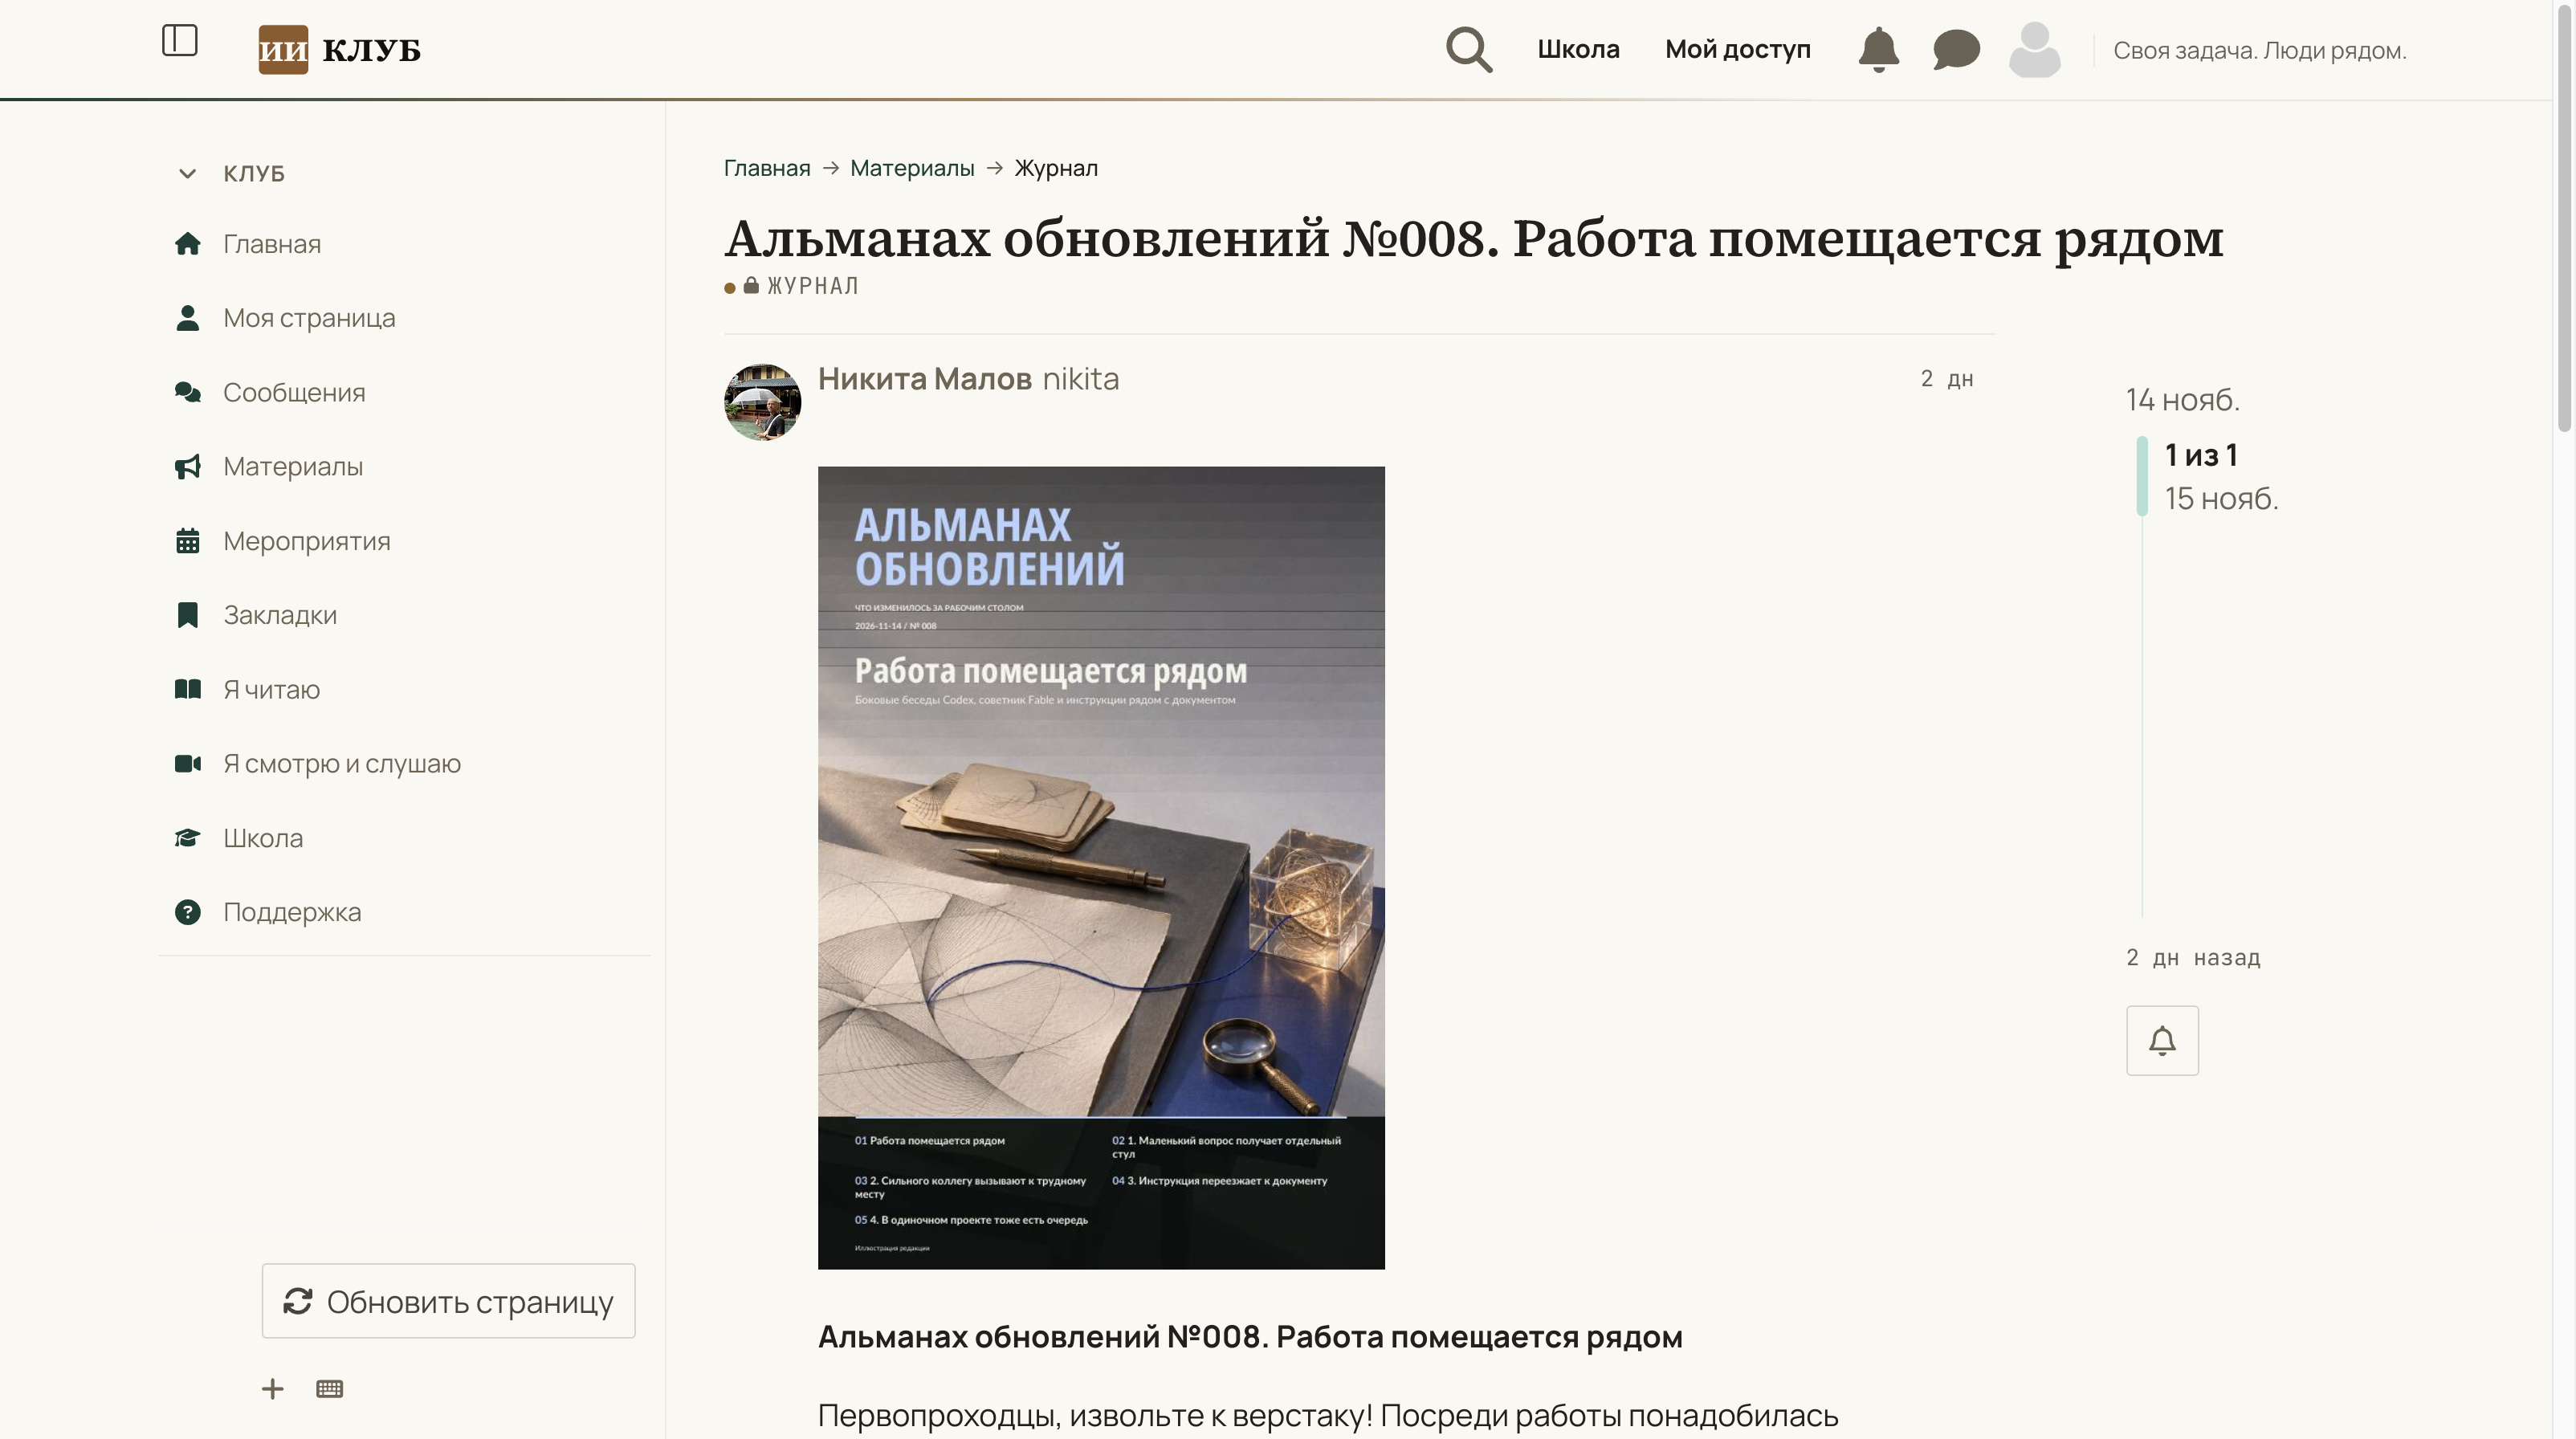 ии КЛУБ
Школа
Мой доступ
Своя задача. Люди рядом.
КЛУБ
Главная
Моя страница
Сообщения
Материалы
Мероприятия
Закладки
Я читаю
Я смотрю и слушаю
Школа
Поддержка
Обновить страницу
Главная → Материалы → Журнал
Альманах обновлений №008. Работа помещается рядом
ЖУРНАЛ
Никита Малов nikita
2 дн
АЛЬМАНАХ
ОБНОВЛЕНИЙ
ЧТО ИЗМЕНИЛОСЬ ЗА РАБОЧИМ СТОЛОМ
2026-11-14 / № 008
Работа помещается рядом
Боковые беседы Codex, советник Fable и инструкции рядом с документом
01 Работа помещается рядом
02 1. Маленький вопрос получает отдельный
стул
03 2. Сильного коллегу вызывают к трудному
месту
04 3. Инструкция переезжает к документу
05 4. В одиночном проекте тоже есть очередь
Иллюстрация редакции
Альманах обновлений №008. Работа помещается рядом
Первопроходцы, извольте к верстаку! Посреди работы понадобилась
14 нояб.
1 из 1
15 нояб.
2 дн назад